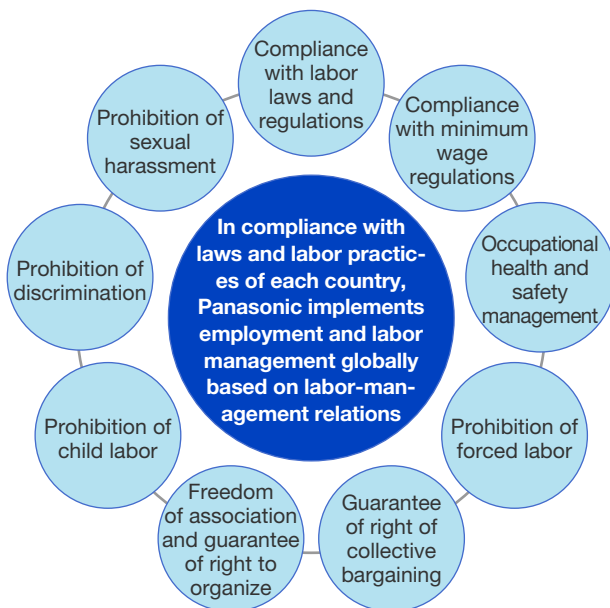 Compliance
with labor
laws and
regulations
Compliance
with minimum
wage
regulations
Occupational
health and
safety
management
Prohibition of
forced labor
Guarantee
of right of
collective
bargaining
Freedom
of association
and guarantee
of right to
organize
Prohibition of
child labor
Prohibition of
discrimination
Prohibition of
sexual
harassment
In compliance with
laws and labor practic-
es of each country,
Panasonic implements
employment and labor
management globally
based on labor-man-
agement relations